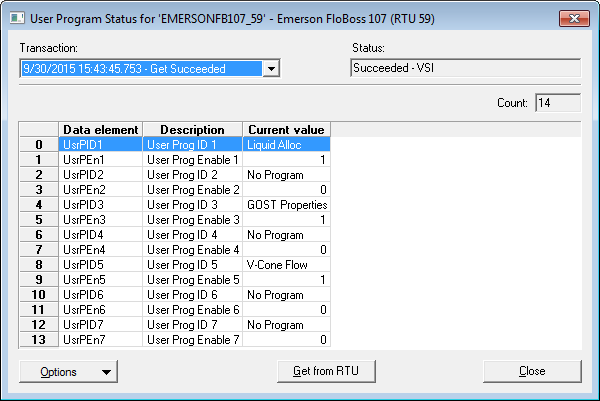 User Program Status for 'EMERSONFB107_59' - Emerson FloBoss 107 (RTU 59)
Transaction: Status:
9/30/2015 15:43:45.753 - Get Succeeded Succeeded - VSI
Count: 14
Data element Description Current value
0 UsrPID1 User Prog ID 1 Liquid Alloc
1 UsrPEn1 User Prog Enable 1 1
2 UsrPID2 User Prog ID 2 No Program
3 UsrPEn2 User Prog Enable 2 0
4 UsrPID3 User Prog ID 3 GOST Properties
5 UsrPEn3 User Prog Enable 3 1
6 UsrPID4 User Prog ID 4 No Program
7 UsrPEn4 User Prog Enable 4 0
8 UsrPID5 User Prog ID 5 V-Cone Flow
9 UsrPEn5 User Prog Enable 5 1
10 UsrPID6 User Prog ID 6 No Program
11 UsrPEn6 User Prog Enable 6 0
12 UsrPID7 User Prog ID 7 No Program
13 UsrPEn7 User Prog Enable 7 0
Options Get from RTU Close